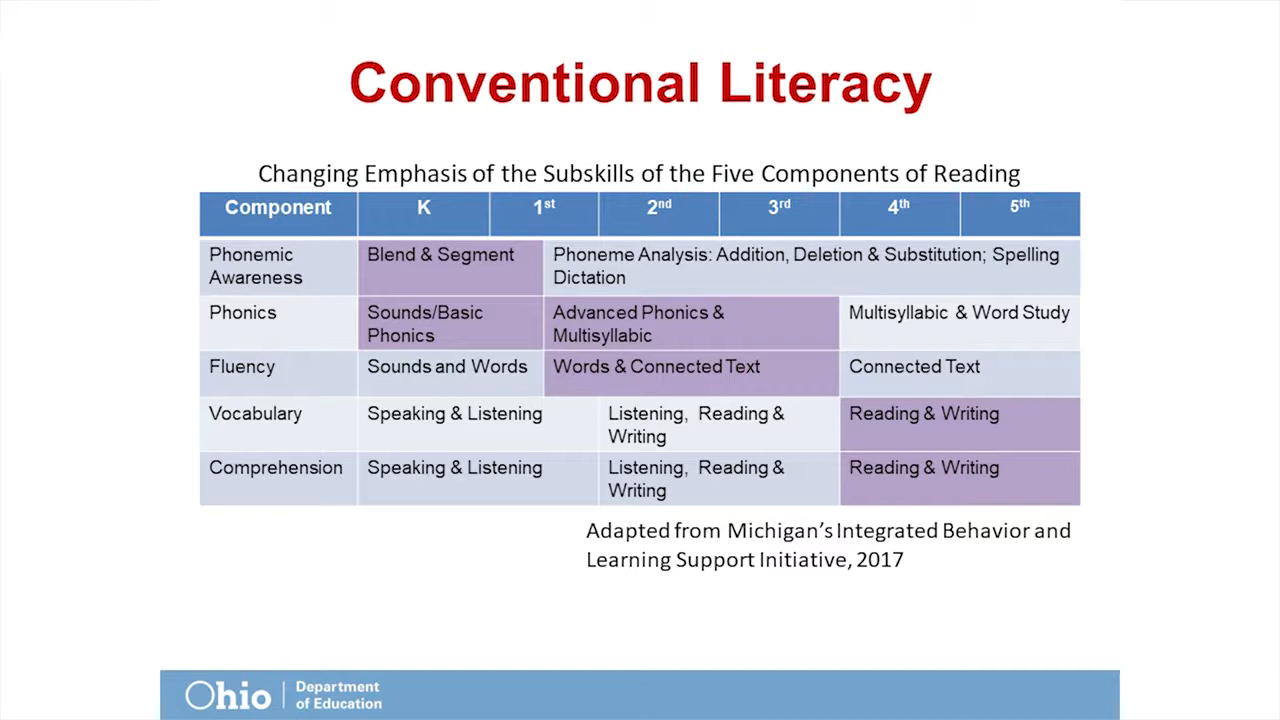 Conventional Literacy
Changing Emphasis of the Subskills of the Five Components of Reading
Component K 1st 2nd 3rd 4th 5th
Phonemic Awareness
Blend & Segment
Phoneme Analysis: Addition, Deletion & Substitution; Spelling
Dictation
Phonics
Sounds/Basic
Phonics
Advanced Phonics &
Multisyllabic
Multisyllabic & Word Study
Fluency
Sounds and Words
Words & Connected Text
Connected Text
Vocabulary
Speaking & Listening
Listening, Reading &
Writing
Reading & Writing
Comprehension
Speaking & Listening
Listening, Reading &
Writing
Reading & Writing
Adapted from Michigan's Integrated Behavior and
Learning Support Initiative, 2017
Ohio
Department
of Education